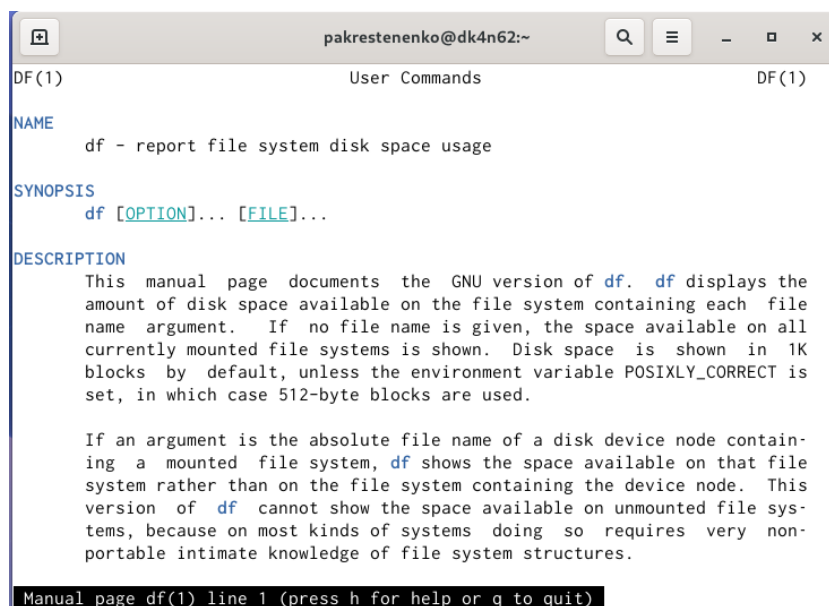 pakrestenenko@dk4n62:~
DF(1) User Commands DF(1)
NAME
df - report file system disk space usage
SYNOPSIS
df [OPTION]... [FILE]...
DESCRIPTION
This manual page documents the GNU version of df. df displays the
amount of disk space available on the file system containing each file
name argument. If no file name is given, the space available on all
currently mounted file systems is shown. Disk space is shown in 1K
blocks by default, unless the environment variable POSIXLY_CORRECT is
set, in which case 512-byte blocks are used.
If an argument is the absolute file name of a disk device node contain-
ing a mounted file system, df shows the space available on that file
system rather than on the file system containing the device node. This
version of df cannot show the space available on unmounted file sys-
tems, because on most kinds of systems doing so requires very non-
portable intimate knowledge of file system structures.
Manual page df(1) line 1 (press h for help or q to quit)